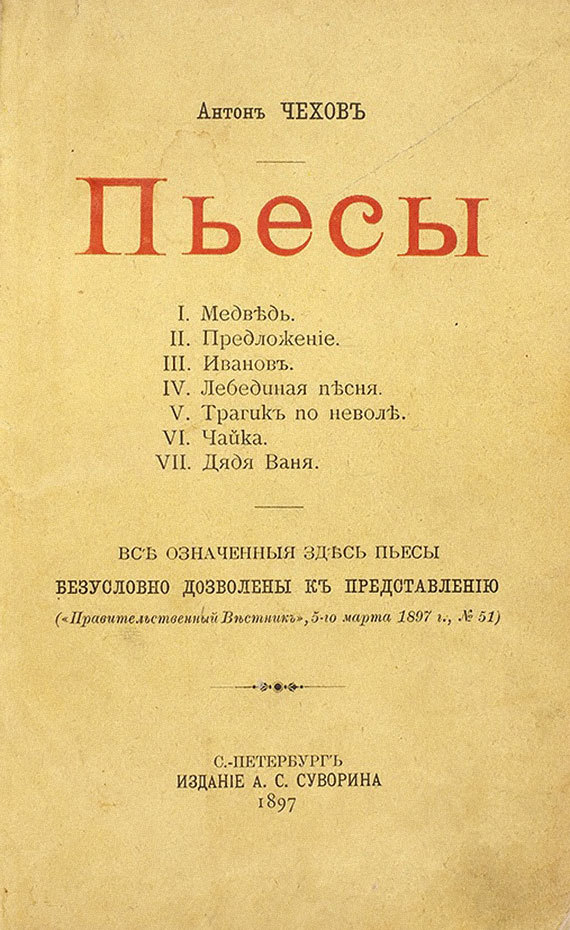 Антонъ ЧЕХОВЪ
Пьесы
I. Медвѣдь.
II. Предложеніе.
III. Ивановъ.
IV. Лебединая пѣсня.
V. Трагикъ по неволѣ.
VI. Чайка.
VII. Дядя Ваня.
ВСѢ ОЗНАЧЕННЫЯ ЗДѢСЬ ПЬЕСЫ
БЕЗУСЛОВНО ДОЗВОЛЕНЫ КЪ ПРЕДСТАВЛЕНІЮ
(«Правительственный Вѣстникъ», 5-го марта 1897 г., № 51)
С.-ПЕТЕРБУРГЪ
ИЗДАНІЕ А. С. СУВОРИНА
1897